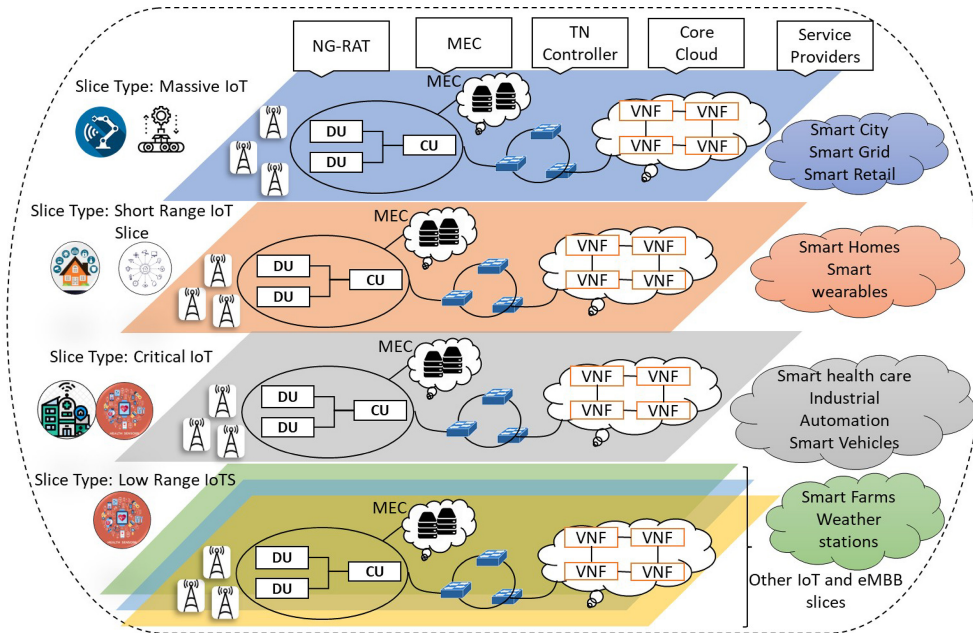 NG-RAT
MEC
TN
Controller
Core
Cloud
Service
Providers
Slice Type: Massive IoT
MEC
DU
DU
CU
VNF
VNF
VNF
VNF
Smart City
Smart Grid
Smart Retail
Slice Type: Short Range IoT
Slice
MEC
DU
DU
CU
VNF
VNF
VNF
VNF
Smart Homes
Smart
wearables
Slice Type: Critical IoT
MEC
DU
DU
CU
VNF
VNF
VNF
VNF
Smart health care
Industrial
Automation
Smart Vehicles
Slice Type: Low Range IoTS
MEC
DU
DU
CU
VNF
VNF
VNF
VNF
Smart Farms
Weather
stations
Other IoT and eMBB
slices